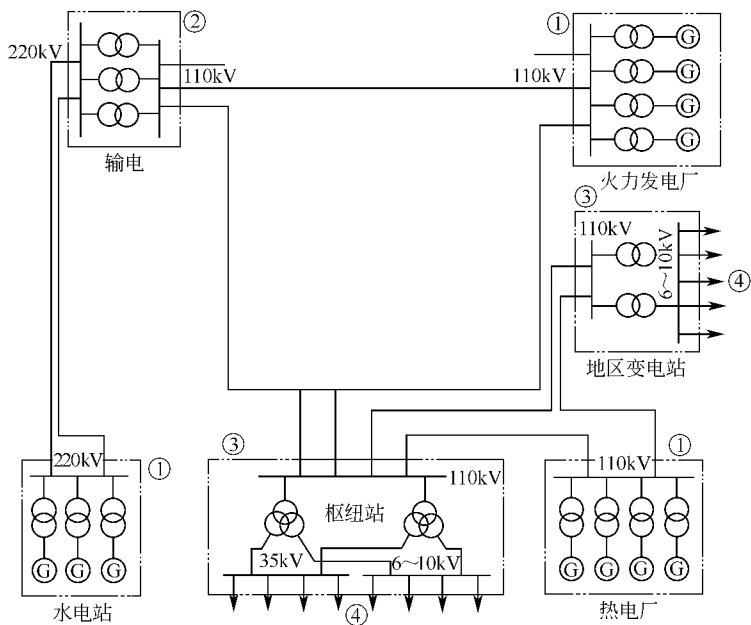 ②
220kV
110kV
输电
①
110kV
G
G
G
G
火力发电厂
③
110kV
6～10kV
④
地区变电站
220kV
①
G
G
G
水电站
③
110kV
枢纽站
35kV
6～10kV
④
①
110kV
G
G
G
G
热电厂